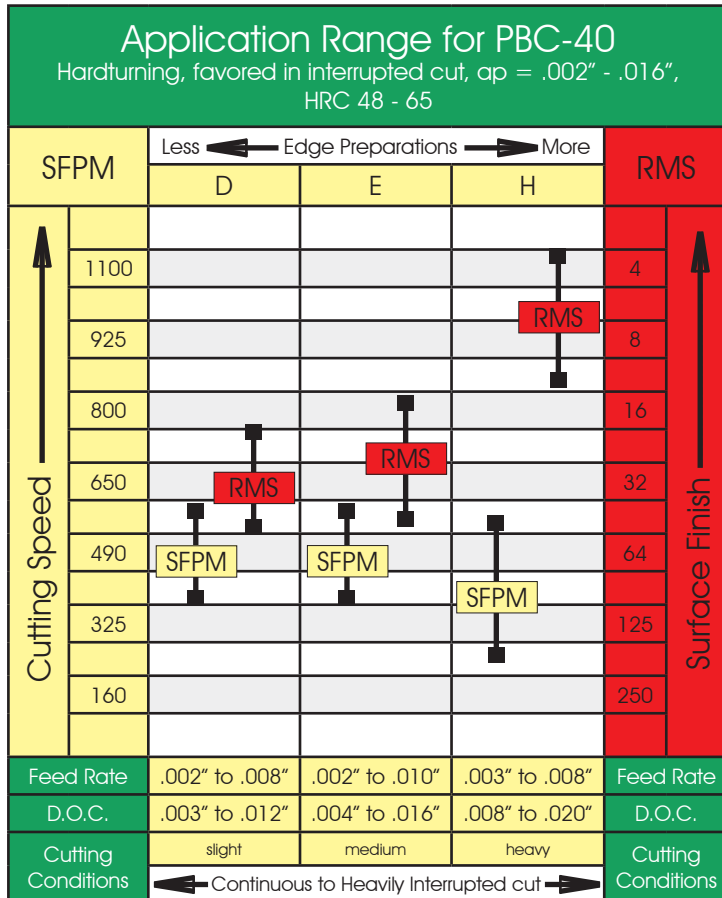 Application Range for PBC-40
Hardturning, favored in interrupted cut, ap = .002” - .016”,
HRC 48 - 65
SFPM
Less Edge Preparations More
RMS
D E H
Cutting Speed
Surface Finish
1100 4
RMS
925 8
800 16
RMS
650 32
RMS
490 64
SFPM SFPM
SFPM
325 125
160 250
Feed Rate .002” to .008” .002” to .010” .003” to .008” Feed Rate
D.O.C. .003” to .012” .004” to .016” .008” to .020” D.O.C.
Cutting Conditions
slight medium heavy
Cutting Conditions
Continuous to Heavily Interrupted cut